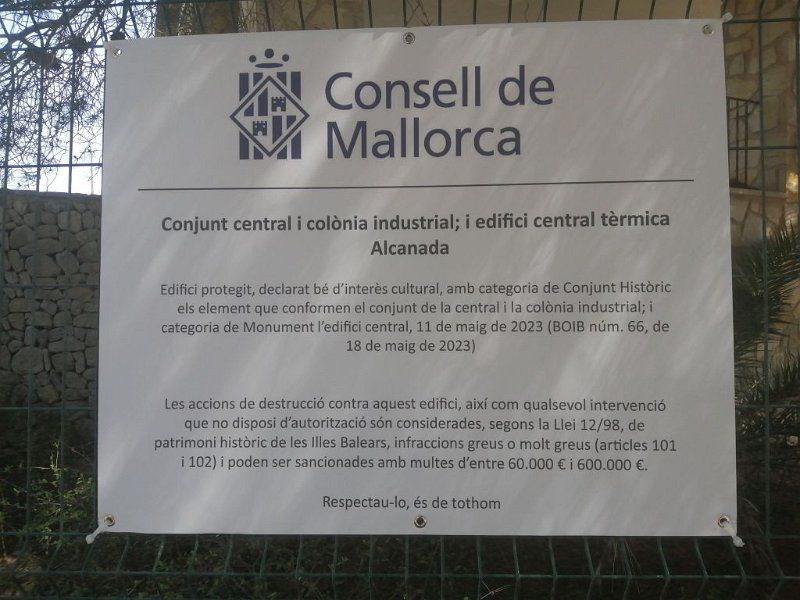 Consell de
Mallorca
Conjunt central i colònia industrial; i edifici central tèrmica
Alcanada
Edifici protegit, declarat bé d'interès cultural, amb categoria de Conjunt Històric
els element que conformen el conjunt de la central i la colònia industrial; i
categoria de Monument l'edifici central, 11 de maig de 2023 (BOIB núm. 66, de
18 de maig de 2023)
Les accions de destrucció contra aquest edifici, així com qualsevol intervenció
que no disposi d'autorització són considerades, segons la Llei 12/98, de
patrimoni històric de les Illes Balears, infraccions greus o molt greus (articles 101
i 102) i poden ser sancionades amb multes d'entre 60.000 € i 600.000 €.
Respectau-lo, és de tothom